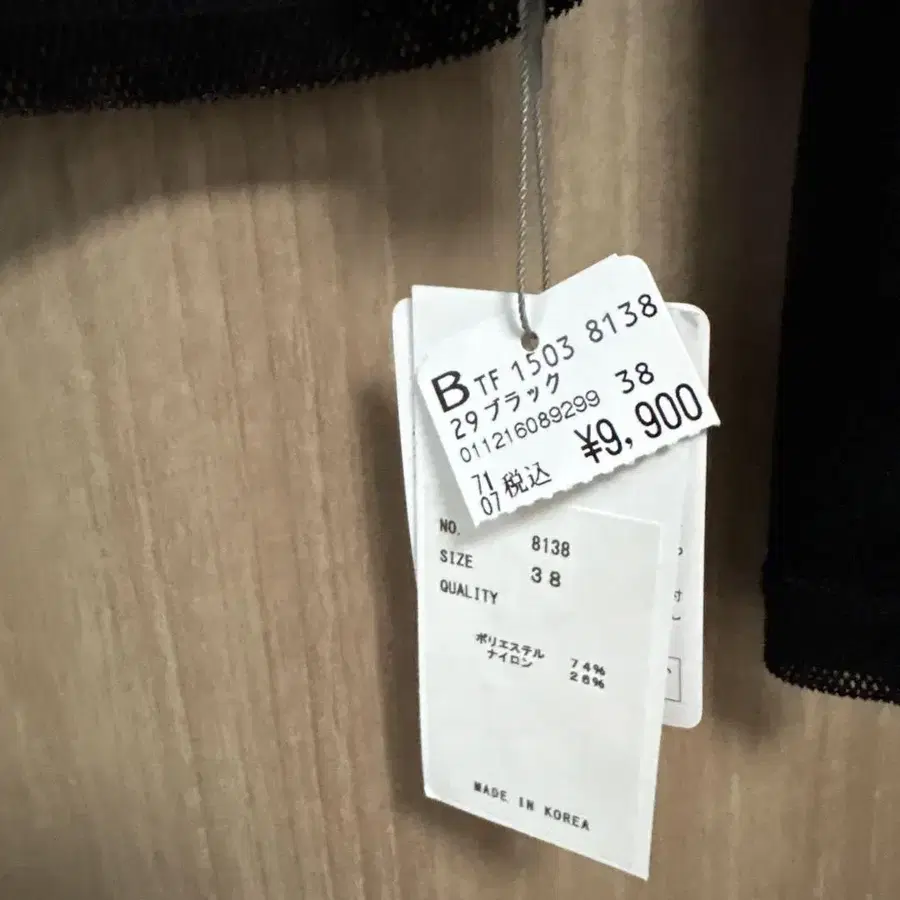 B TF 1503 8138
29 ブラック 38
011216089299
71
07 税込 ¥9,900
NO. 8138
SIZE 38
QUALITY
ポリエステル 74%
ナイロン 26%
MADE IN KOREA
付